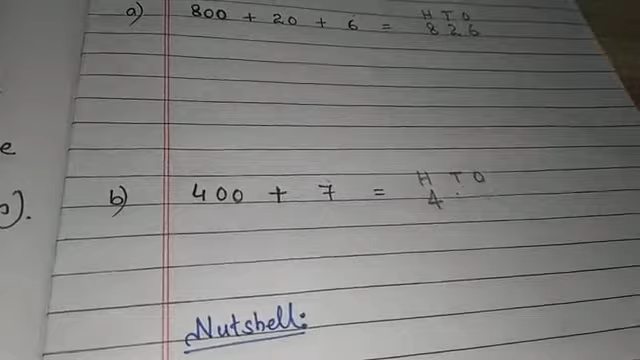 a) 800 + 20 + 6 = H T O
8 2 6
e
b) 400 + 7 = H T O
4
).
Nutshell: